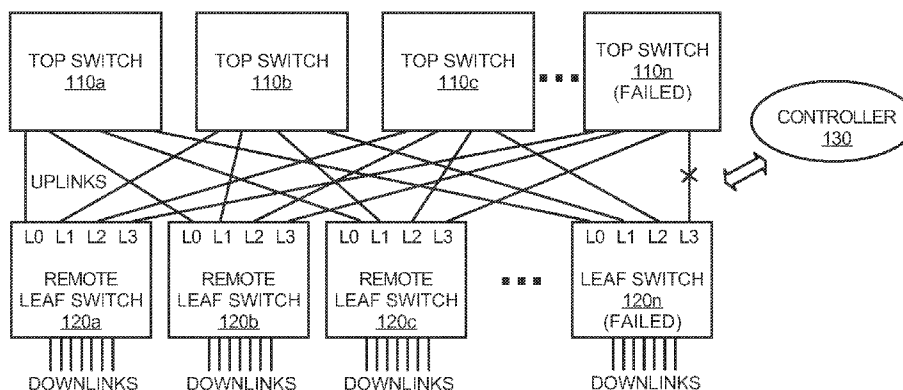 TOP SWITCH
110a
TOP SWITCH
110b
TOP SWITCH
110c
TOP SWITCH
110n
(FAILED)
CONTROLLER
130
UPLINKS
L0 L1 L2 L3
L0 L1 L2 L3
L0 L1 L2 L3
L0 L1 L2 L3
REMOTE
LEAF SWITCH
120a
REMOTE
LEAF SWITCH
120b
REMOTE
LEAF SWITCH
120c
LEAF SWITCH
120n
(FAILED)
DOWNLINKS
DOWNLINKS
DOWNLINKS
DOWNLINKS